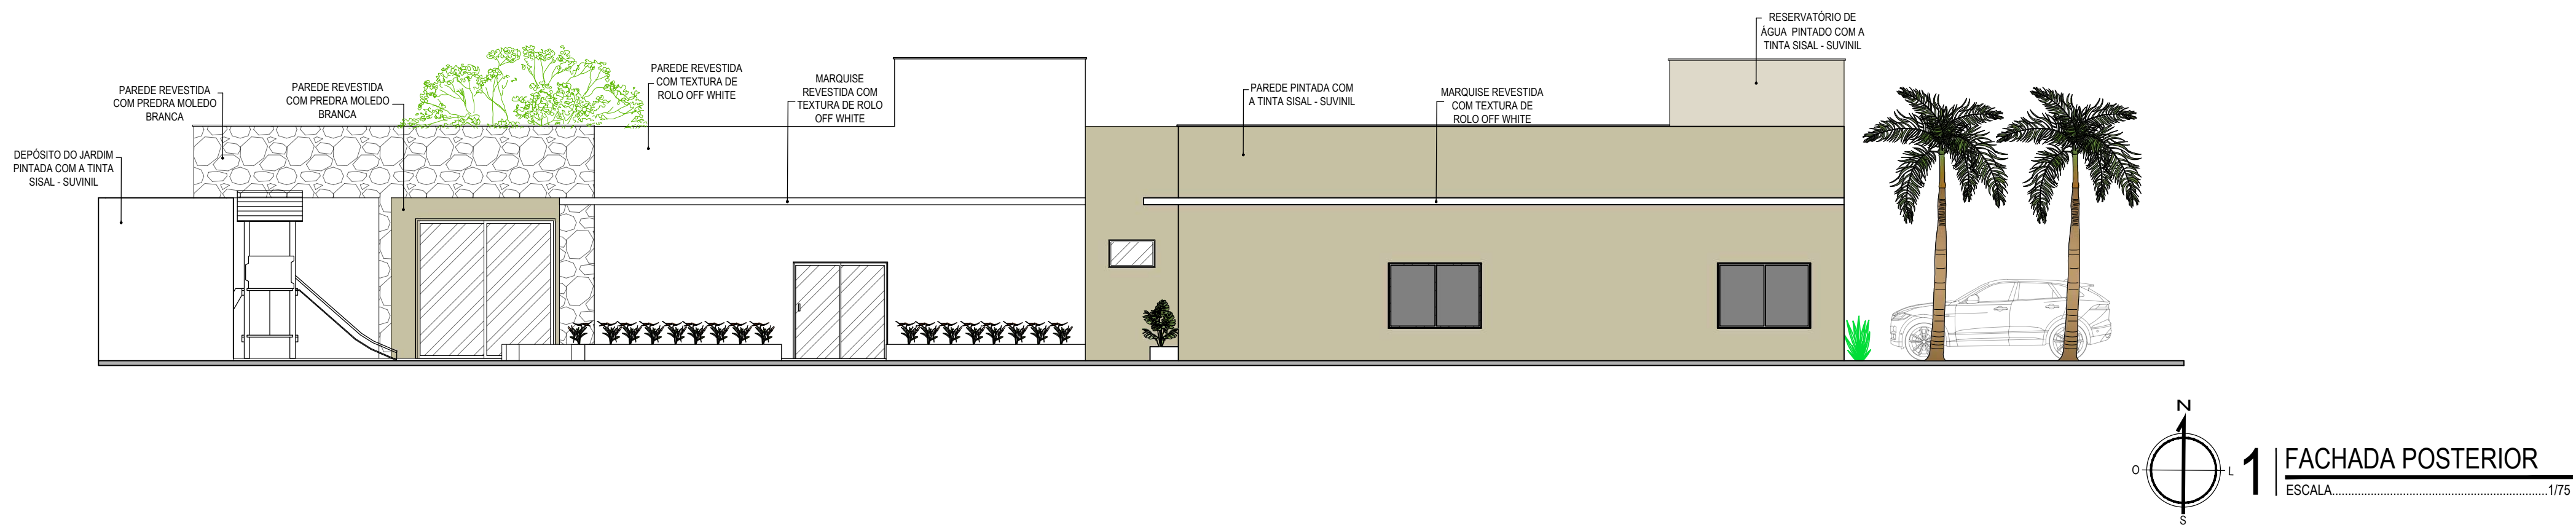 DEPÓSITO DO JARDIM
PINTADA COM A TINTA
SISAL - SUVINIL
PAREDE REVESTIDA
COM PREDRA MOLEDO
BRANCA
PAREDE REVESTIDA
COM PREDRA MOLEDO
BRANCA
PAREDE REVESTIDA
COM TEXTURA DE
ROLO OFF WHITE
MARQUISE
REVESTIDA COM
TEXTURA DE ROLO
OFF WHITE
PAREDE PINTADA COM
A TINTA SISAL - SUVINIL
MARQUISE REVESTIDA
COM TEXTURA DE
ROLO OFF WHITE
RESERVATÓRIO DE
ÁGUA PINTADO COM A
TINTA SISAL - SUVINIL
N
O
L
S
1
FACHADA POSTERIOR
ESCALA......................................................................1/75